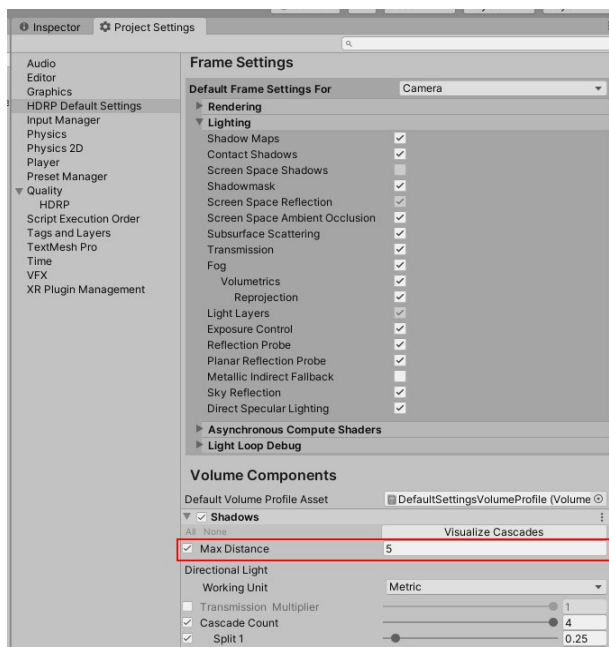 Inspector
Project Settings
Audio
Editor
Graphics
HDRP Default Settings
Input Manager
Physics
Physics 2D
Player
Preset Manager
Quality
HDRP
Script Execution Order
Tags and Layers
TextMesh Pro
Time
VFX
XR Plugin Management
Frame Settings
Default Frame Settings For Camera
Rendering
Lighting
Shadow Maps
Contact Shadows
Screen Space Shadows
Shadowmask
Screen Space Reflection
Screen Space Ambient Occlusion
Subsurface Scattering
Transmission
Fog
Volumetrics
Reprojection
Light Layers
Exposure Control
Reflection Probe
Planar Reflection Probe
Metallic Indirect Fallback
Sky Reflection
Direct Specular Lighting
Asynchronous Compute Shaders
Light Loop Debug
Volume Components
Default Volume Profile Asset DefaultSettingsVolumeProfile (Volume
Shadows
All None Visualize Cascades
Max Distance 5
Directional Light
Working Unit Metric
Transmission Multiplier 1
Cascade Count 4
Split 1 0.25